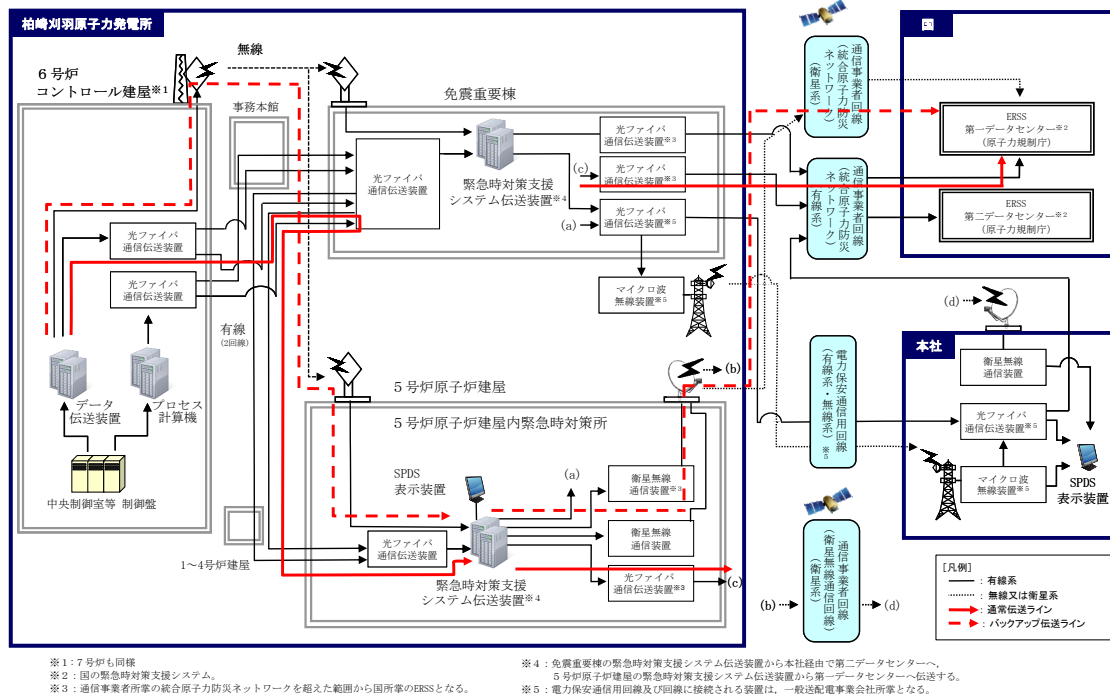 柏崎刈羽原子力発電所
無線
6号炉
コントロール建屋※1
事務本館
免震重要棟
光ファイバ
通信伝送装置
緊急時対策支援
システム伝送装置※4
光ファイバ
通信伝送装置※3
(c)
光ファイバ
通信伝送装置※3
(a)
光ファイバ
通信伝送装置※5
マイクロ波
無線装置※5
光ファイバ
通信伝送装置
光ファイバ
通信伝送装置
有線
(2回線)
データ
伝送装置
プロセス
計算機
中央制御室等 制御盤
1~4号炉建屋
5号炉原子炉建屋
(b)
5号炉原子炉建屋内緊急時対策所
SPDS
表示装置
(a)
衛星無線
通信装置※3
衛星無線
通信装置
光ファイバ
通信伝送装置
緊急時対策支援
システム伝送装置※4
光ファイバ
通信伝送装置※3
(c)
通信事業者回線
(統合原子力防災
ネットワーク)
(衛星系)
通信事業者回線
(統合原子力防災
ネットワーク)
有線系)
電力保安通信用回線
(有線系・無線系)※5
通信事業者回線
(衛星無線通信回線)
(衛星系)
(b)
(d)
国
ERSS
第一データセンター※2
(原子力規制庁)
ERSS
第二データセンター※2
(原子力規制庁)
(d)
本社
衛星無線
通信装置
光ファイバ
通信伝送装置※5
マイクロ波
無線装置※5
SPDS
表示装置
[凡例]
:有線系
:無線又は衛星系
:通常伝送ライン
:バックアップ伝送ライン
※1:7号炉も同様
※2:国の緊急時対策支援システム。
※3:通信事業者所掌の統合原子力防災ネットワークを超えた範囲から国所掌のERSSとなる。
※4:免震重要棟の緊急時対策支援システム伝送装置から本社経由で第二データセンターへ、
5号炉原子炉建屋の緊急時対策支援システム伝送装置から第一データセンターへ伝送する。
※5:電力保安通信用回線及び回線に接続される装置は、一般送配電事業会社所掌となる。